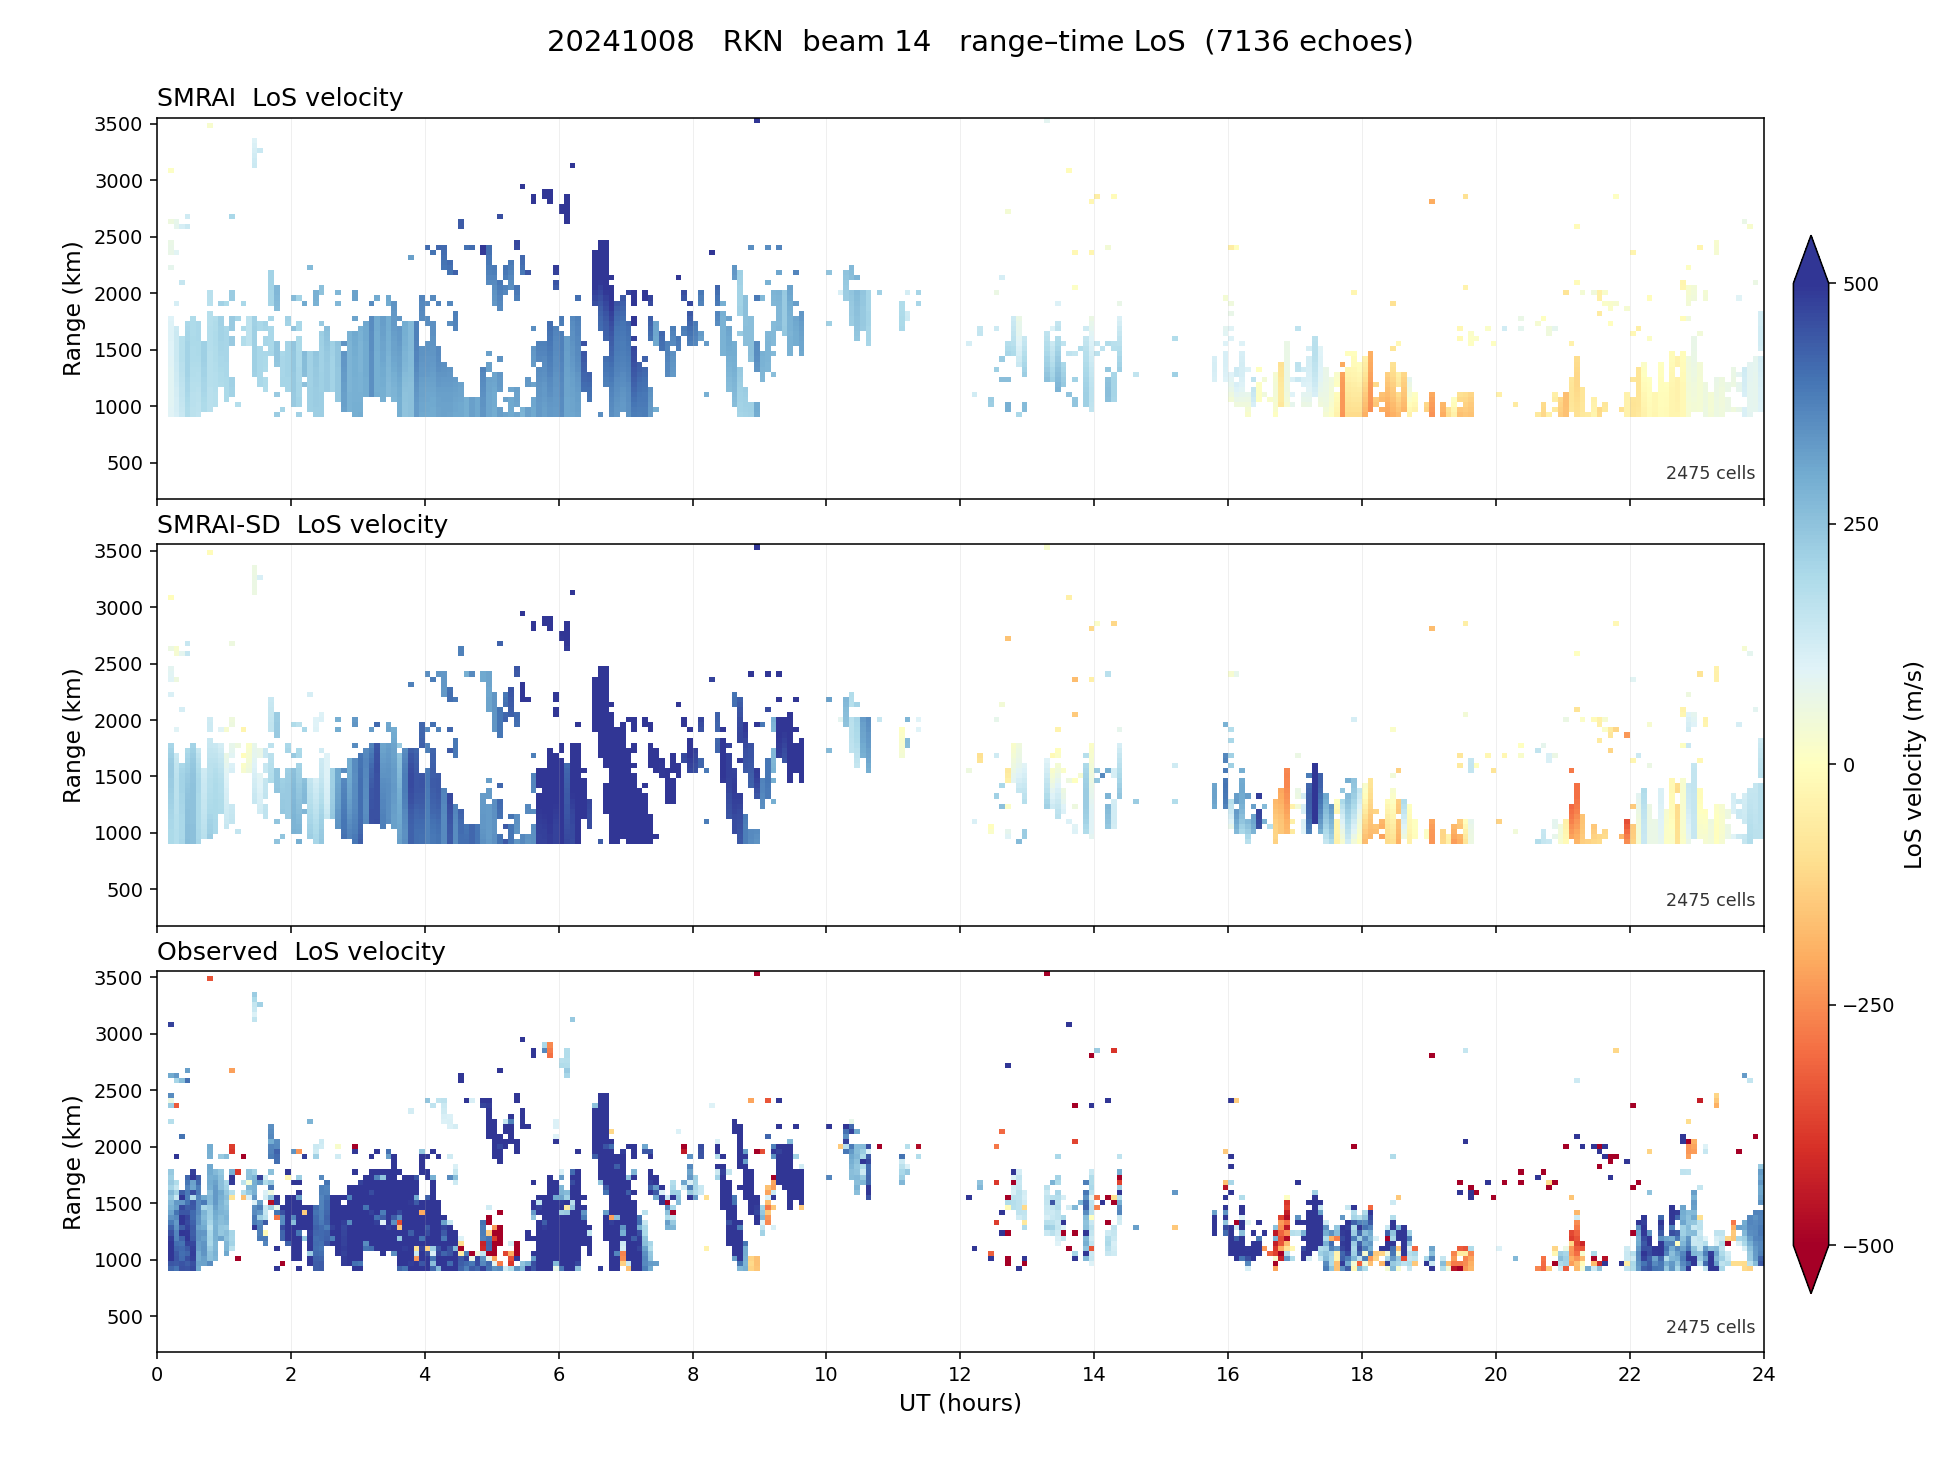 20241008   RKN  beam 14   range–time LoS  (7136 echoes)
SMRAI  LoS velocity
3500
3000
2500
2000
1500
1000
500
Range (km)
2475 cells
SMRAI-SD  LoS velocity
3500
3000
2500
2000
1500
1000
500
Range (km)
2475 cells
Observed  LoS velocity
3500
3000
2500
2000
1500
1000
500
Range (km)
2475 cells
0 2 4 6 8 10 12 14 16 18 20 22 24
UT (hours)
500
250
0
−250
−500
LoS velocity (m/s)